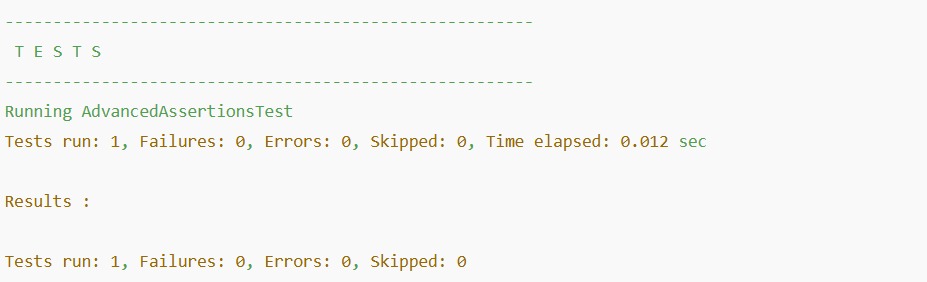 -------------------------------------------------------
T E S T S
-------------------------------------------------------
Running AdvancedAssertionsTest
Tests run: 1, Failures: 0, Errors: 0, Skipped: 0, Time elapsed: 0.012 sec
Results :
Tests run: 1, Failures: 0, Errors: 0, Skipped: 0